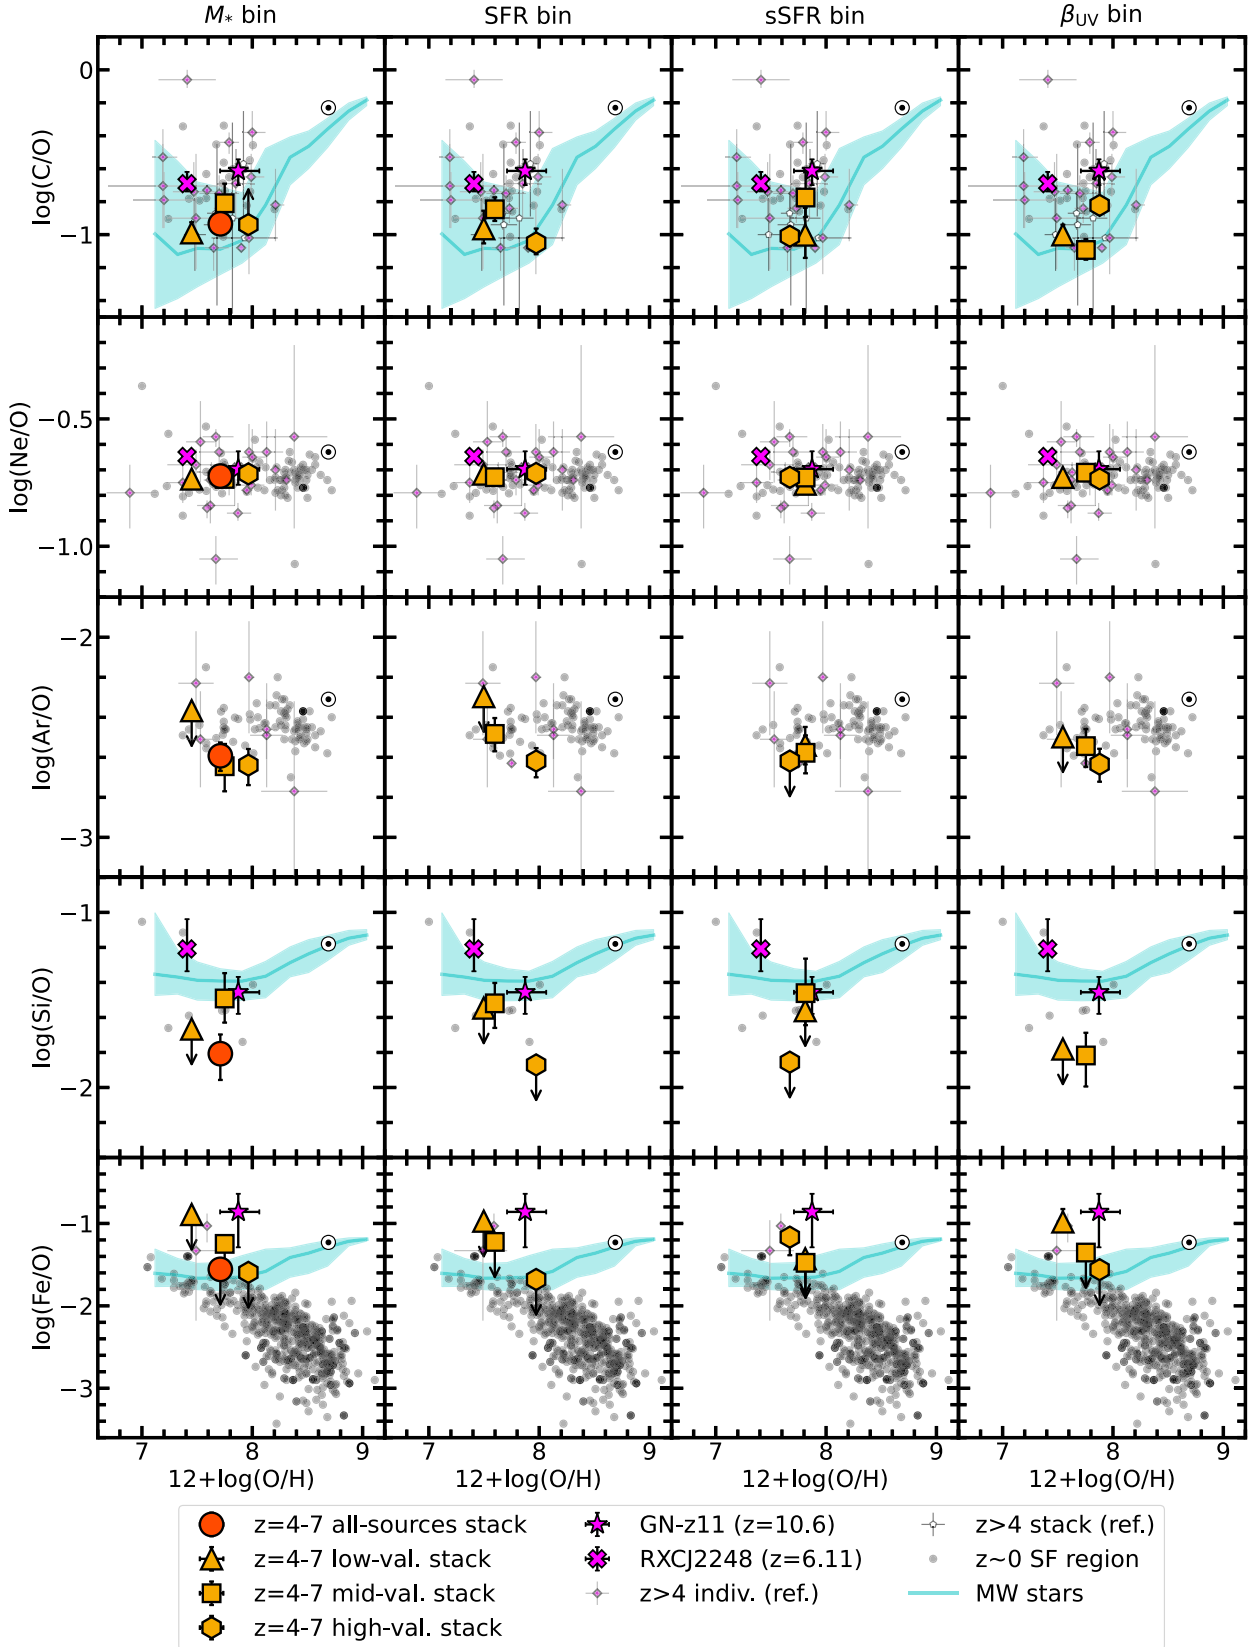 M* bin SFR bin sSFR bin βUV bin
0
−1
log(C/O)
−0.5
−1.0
log(Ne/O)
−2
−3
log(Ar/O)
−1
−2
log(Si/O)
−1
−2
−3
log(Fe/O)
7 8 9 7 8 9 7 8 9 7 8 9
12+log(O/H) 12+log(O/H) 12+log(O/H) 12+log(O/H)
z=4-7 all-sources stack GN-z11 (z=10.6) z>4 stack (ref.)
z=4-7 low-val. stack RXCJ2248 (z=6.11) z~0 SF region
z=4-7 mid-val. stack z>4 indiv. (ref.) MW stars
z=4-7 high-val. stack